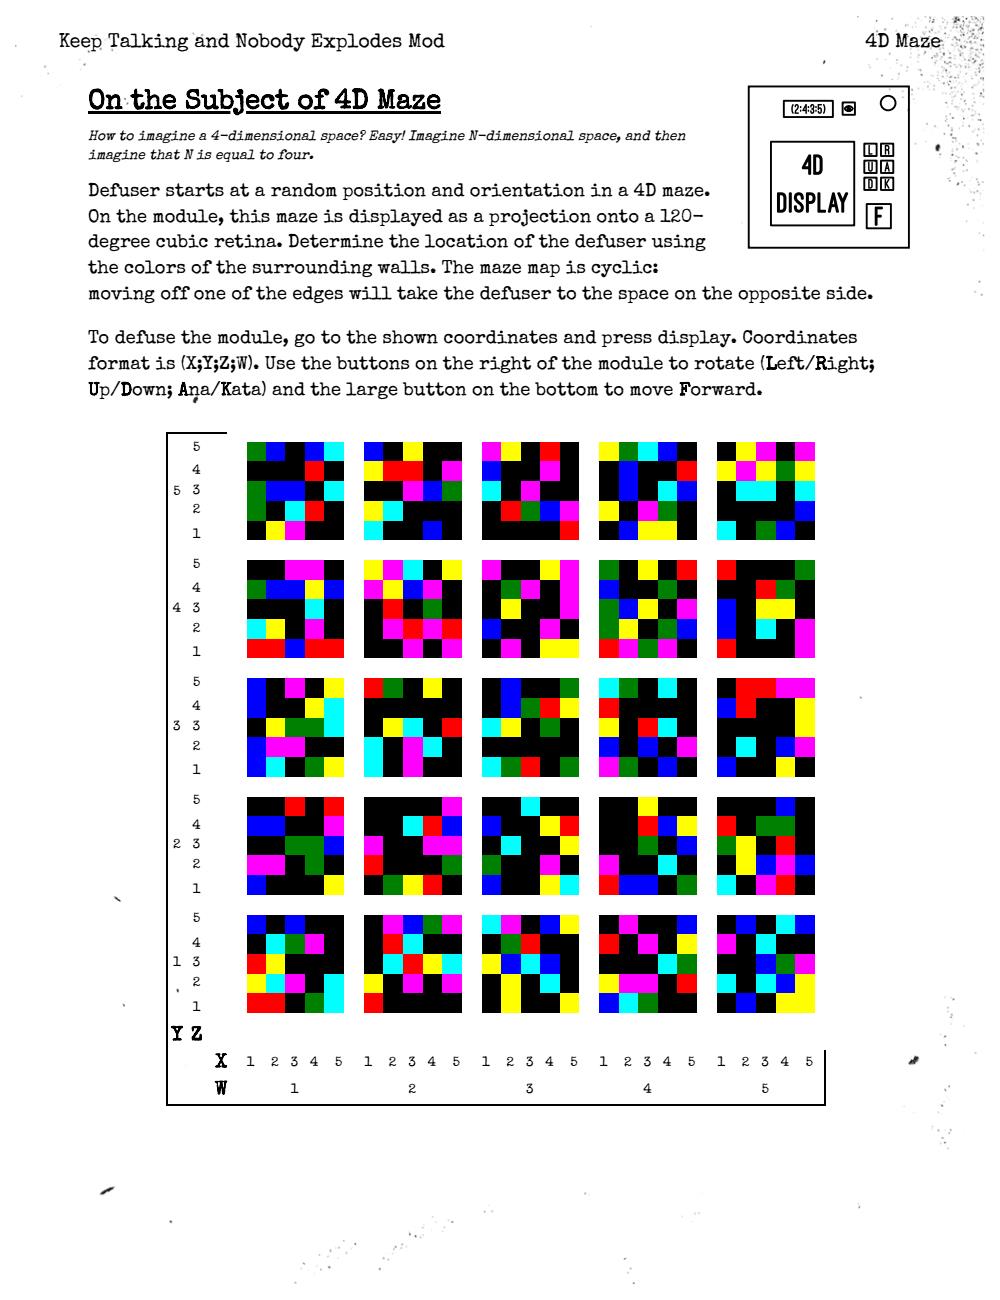 Keep Talking and Nobody Explodes Mod
4D Maze
On the Subject of 4D Maze
How to imagine a 4-dimensional space? Easy! Imagine N-dimensional space, and then
imagine that N is equal to four.
Defuser starts at a random position and orientation in a 4D maze.
On the module, this maze is displayed as a projection onto a 120-
degree cubic retina. Determine the location of the defuser using
the colors of the surrounding walls. The maze map is cyclic:
moving off one of the edges will take the defuser to the space on the opposite side.
(2;4;3;5)
4D
DISPLAY
L R
U A
D K
F
To defuse the module, go to the shown coordinates and press display. Coordinates
format is (X;Y;Z;W). Use the buttons on the right of the module to rotate (Left/Right;
Up/Down; Ana/Kata) and the large button on the bottom to move Forward.
5
4
5 3
2
1
5
4
4 3
2
1
5
4
3 3
2
1
5
4
2 3
2
1
5
4
1 3
2
1
Y Z
X 1 2 3 4 5 1 2 3 4 5 1 2 3 4 5 1 2 3 4 5 1 2 3 4 5
W 1 2 3 4 5